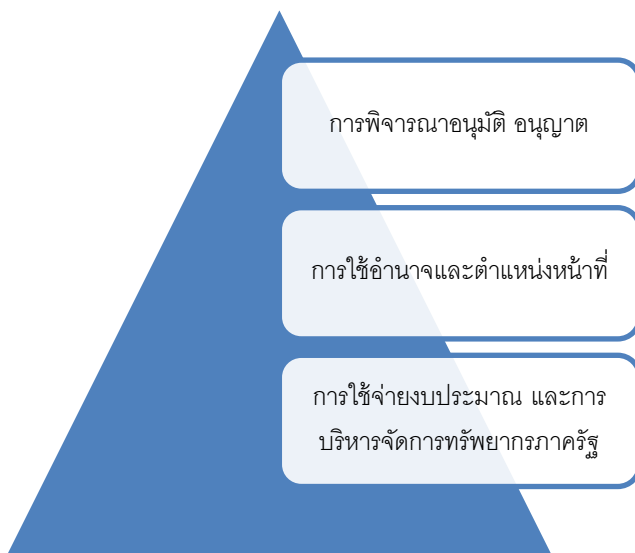 การพิจารณาอนุมัติ อนุญาต
การใช้อำนาจและตำแหน่งหน้าที่
การใช้จ่ายงบประมาณ และการ
บริหารจัดการทรัพยากรภาครัฐ